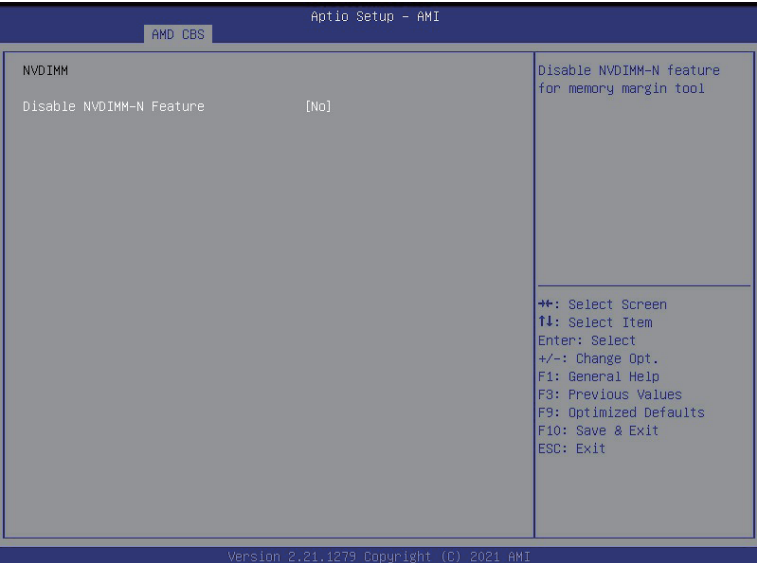 Aptio Setup – AMI
AMD CBS
NVDIMM
Disable NVDIMM-N Feature [No]
Disable NVDIMM-N feature
for memory margin tool
→←: Select Screen
↑↓: Select Item
Enter: Select
+/-: Change Opt.
F1: General Help
F3: Previous Values
F9: Optimized Defaults
F10: Save & Exit
ESC: Exit
Version 2.21.1279 Copyright (C) 2021 AMI